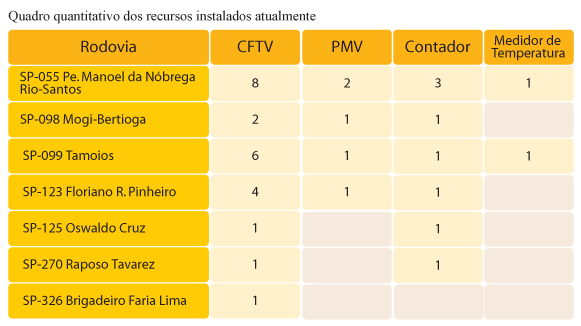 Quadro quantitativo dos recursos instalados atualmente
Rodovia CFTV PMV Contador Medidor de Temperatura
SP-055 Pe. Manoel da Nóbrega Rio-Santos 8 2 3 1
SP-098 Mogi-Bertioga 2 1 1
SP-099 Tamoios 6 1 1 1
SP-123 Floriano R. Pinheiro 4 1 1
SP-125 Oswaldo Cruz 1 1
SP-270 Raposo Tavarez 1 1
SP-326 Brigadeiro Faria Lima 1